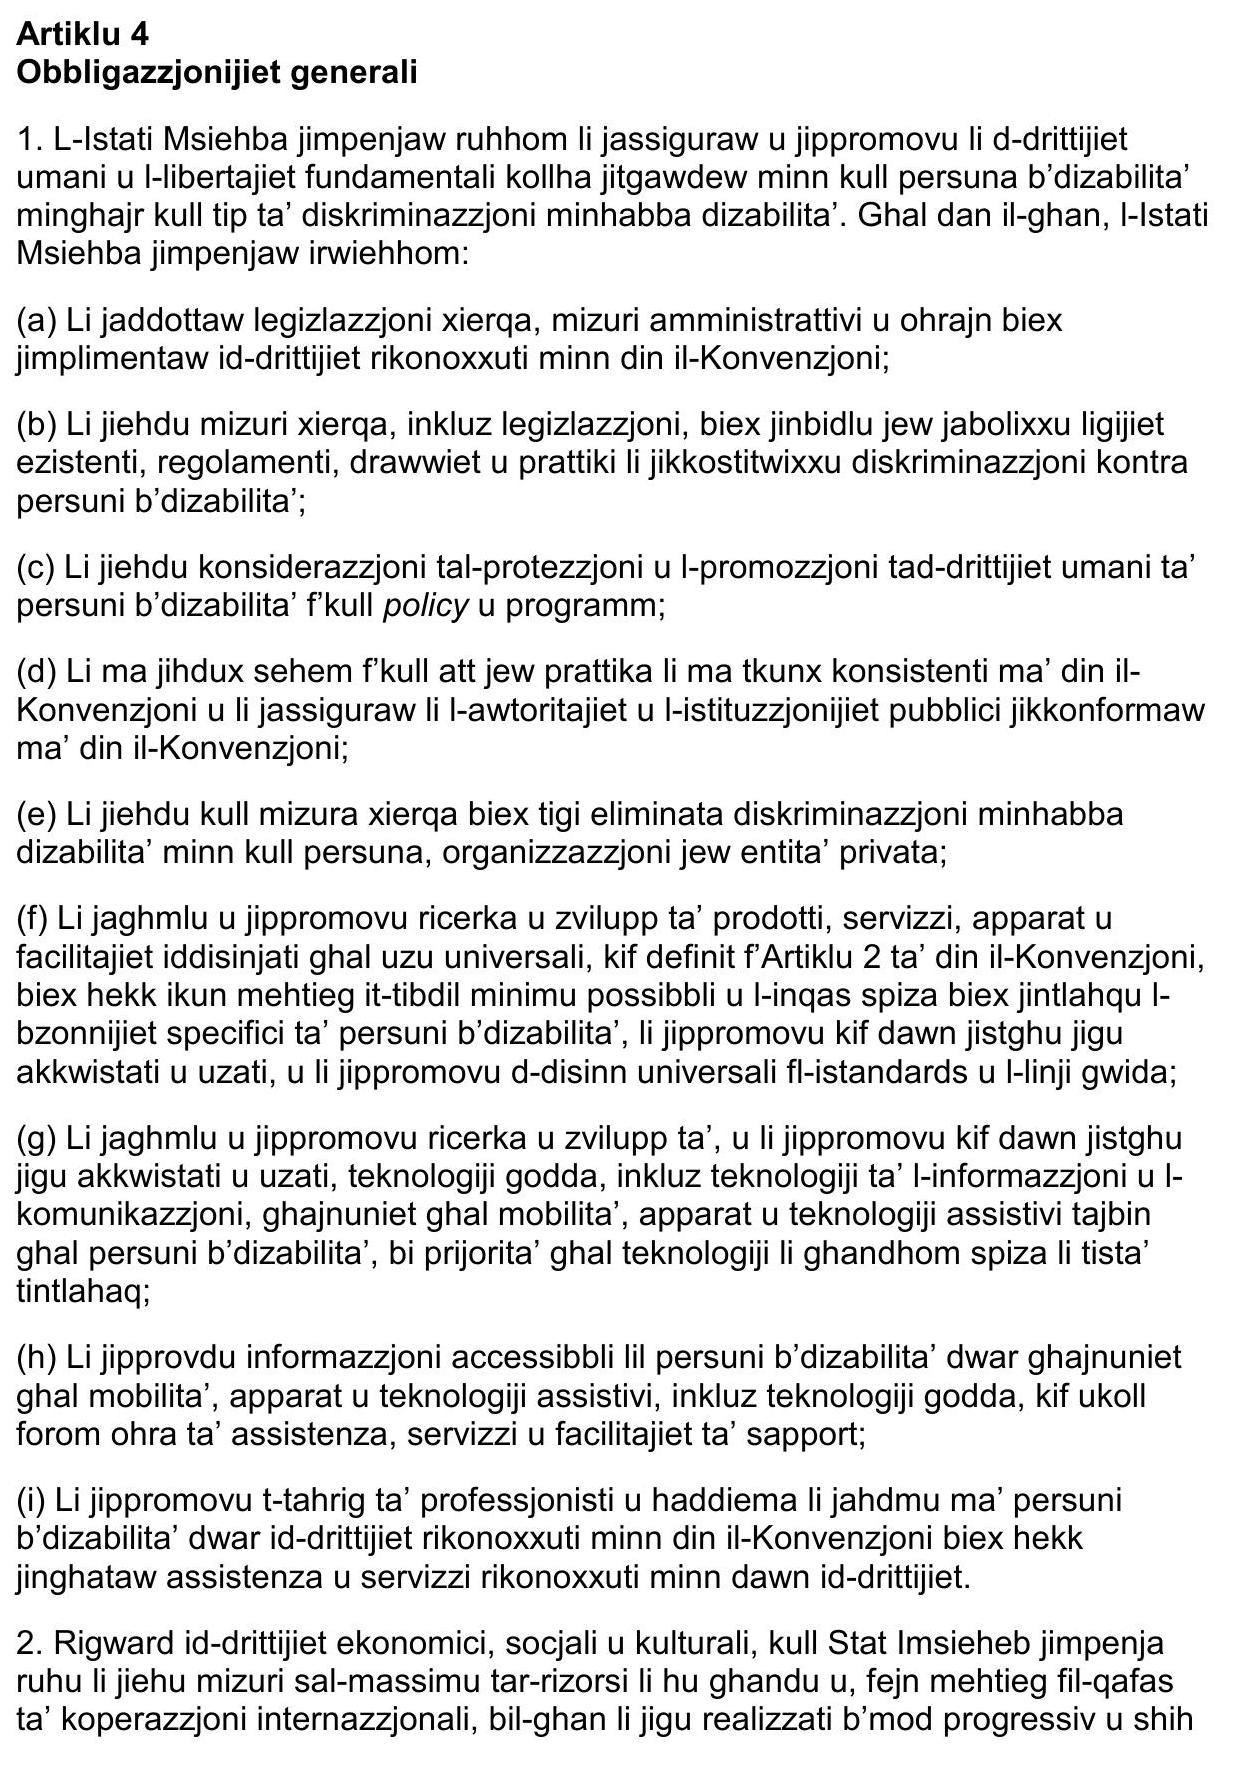 Artiklu 4
Obbligazzjonijiet generali
1. L-Istati Msiehba jimpenjaw ruhhom li jassiguraw u jippromovu li d-drittijiet
umani u l-libertajiet fundamentali kollha jitgawdew minn kull persuna b’dizabilita’
minghajr kull tip ta’ diskriminazzjoni minhabba dizabilita’. Ghal dan il-ghan, l-Istati
Msiehba jimpenjaw irwiehhom:
(a) Li jaddottaw legizlazzjoni xierqa, mizuri amministrattivi u ohrajn biex
jimplimentaw id-drittijiet rikonoxxuti minn din il-Konvenzjoni;
(b) Li jiehdu mizuri xierqa, inkluz legizlazzjoni, biex jinbidlu jew jabolixxu ligijiet
ezistenti, regolamenti, drawwiet u prattiki li jikkostitwixxu diskriminazzjoni kontra
persuni b’dizabilita’;
(c) Li jiehdu konsiderazzjoni tal-protezzjoni u l-promozzjoni tad-drittijiet umani ta’
persuni b’dizabilita’ f’kull policy u programm;
(d) Li ma jihdux sehem f’kull att jew prattika li ma tkunx konsistenti ma’ din il-
Konvenzjoni u li jassiguraw li l-awtoritajiet u l-istituzzjonijiet pubblici jikkonformaw
ma’ din il-Konvenzjoni;
(e) Li jiehdu kull mizura xierqa biex tigi eliminata diskriminazzjoni minhabba
dizabilita’ minn kull persuna, organizzazzjoni jew entita’ privata;
(f) Li jaghmlu u jippromovu ricerka u zvilupp ta’ prodotti, servizzi, apparat u
facilitajiet iddisinjati ghal uzu universali, kif definit f’Artiklu 2 ta’ din il-Konvenzjoni,
biex hekk ikun mehtieg it-tibdil minimu possibbli u l-inqas spiza biex jintlahqu l-
bzonnijiet specifici ta’ persuni b’dizabilita’, li jippromovu kif dawn jistghu jigu
akkwistati u uzati, u li jippromovu d-disinn universali fl-istandards u l-linji gwida;
(g) Li jaghmlu u jippromovu ricerka u zvilupp ta’, u li jippromovu kif dawn jistghu
jigu akkwistati u uzati, teknologiji godda, inkluz teknologiji ta’ l-informazzjoni u l-
komunikazzjoni, ghajnuniet ghal mobilita’, apparat u teknologiji assistivi tajbin
ghal persuni b’dizabilita’, bi prijorita’ ghal teknologiji li ghandhom spiza li tista’
tintlahaq;
(h) Li jipprovdu informazzjoni accessibbli lil persuni b’dizabilita’ dwar ghajnuniet
ghal mobilita’, apparat u teknologiji assistivi, inkluz teknologiji godda, kif ukoll
forom ohra ta’ assistenza, servizzi u facilitajiet ta’ sapport;
(i) Li jippromovu t-tahrig ta’ professjonisti u haddiema li jahdmu ma’ persuni
b’dizabilita’ dwar id-drittijiet rikonoxxuti minn din il-Konvenzjoni biex hekk
jinghataw assistenza u servizzi rikonoxxuti minn dawn id-drittijiet.
2. Rigward id-drittijiet ekonomici, socjali u kulturali, kull Stat Imsieheb jimpenja
ruhu li jiehu mizuri sal-massimu tar-rizorsi li hu ghandu u, fejn mehtieg fil-qafas
ta’ koperazzjoni internazzjonali, bil-ghan li jigu realizzati b’mod progressiv u shih